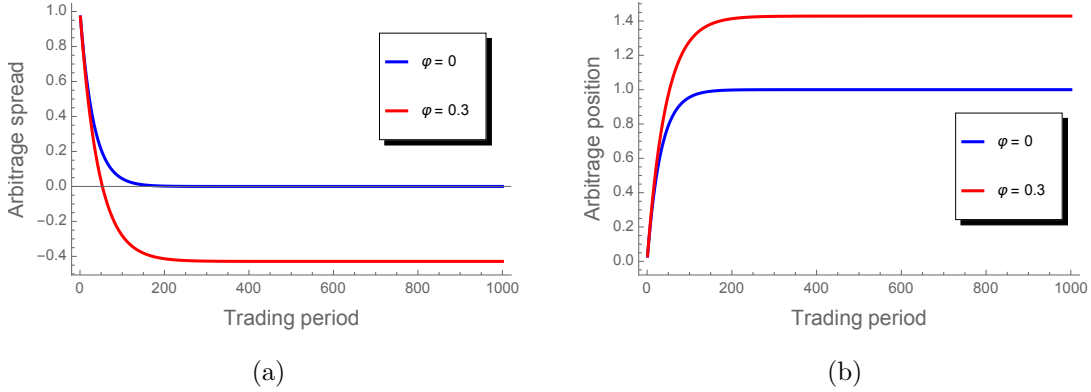 Arbitrage spread
1.0
0.8
0.6
0.4
0.2
0.0
−0.2
−0.4
0
200
400
600
800
1000
Trading period
φ = 0
φ = 0.3
(a)
Arbitrage position
1.4
1.2
1.0
0.8
0.6
0.4
0.2
0.0
0
200
400
600
800
1000
Trading period
φ = 0
φ = 0.3
(b)